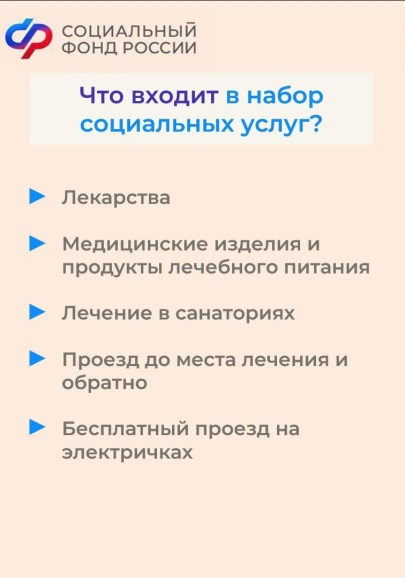 СОЦИАЛЬНЫЙ
ФОНД РОССИИ
Что входит в набор
социальных услуг?
Лекарства
Медицинские изделия и
продукты лечебного питания
Лечение в санаториях
Проезд до места лечения и
обратно
Бесплатный проезд на
электричках